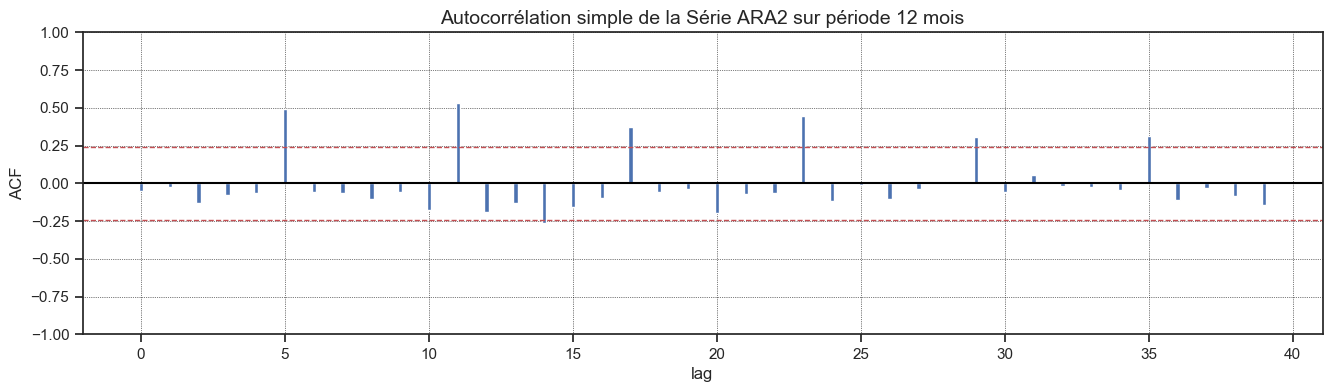 Autocorrélation simple de la Série ARA2 sur période 12 mois
ACF
1.00
0.75
0.50
0.25
0.00
−0.25
−0.50
−0.75
−1.00
0 5 10 15 20 25 30 35 40
lag